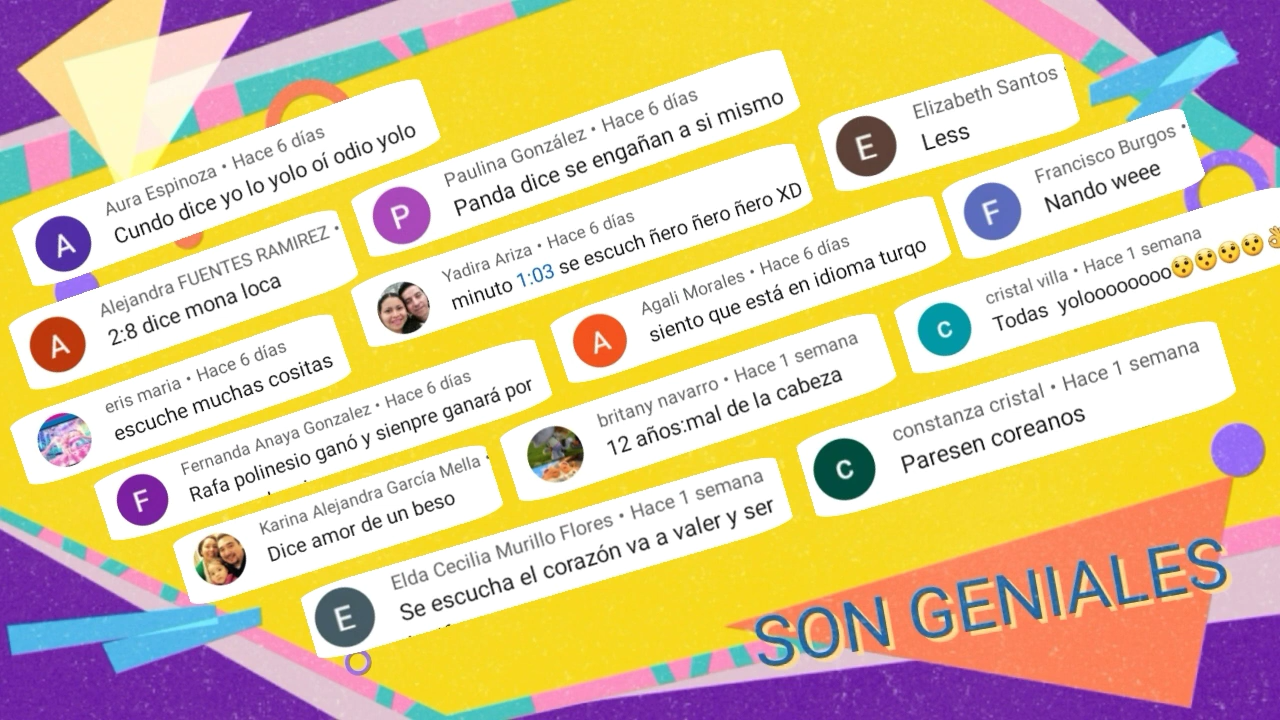 A
Aura Espinoza • Hace 6 días
Cundo dice yo lo yolo oí odio yolo
P
Paulina González • Hace 6 días
Panda dice se engañan a si mismo
E
Elizabeth Santos
Less
F
Francisco Burgos •
Nando weee
A
Alejandra FUENTES RAMIREZ •
2:8 dice mona loca
Yadira Ariza • Hace 6 días
minuto 1:03 se escuch ñero ñero ñero XD
A
Agali Morales • Hace 6 días
siento que está en idioma turqo
c
cristal villa • Hace 1 semana
Todas yolooooooooo😯😯😯😯👌
eris maria • Hace 6 días
escuche muchas cositas
F
Fernanda Anaya Gonzalez • Hace 6 días
Rafa polinesio ganó y sienpre ganará por
britany navarro • Hace 1 semana
12 años:mal de la cabeza
c
constanza cristal • Hace 1 semana
Paresen coreanos
Karina Alejandra García Mella
Dice amor de un beso
E
Elda Cecilia Murillo Flores • Hace 1 semana
Se escucha el corazón va a valer y ser
SON GENIALES